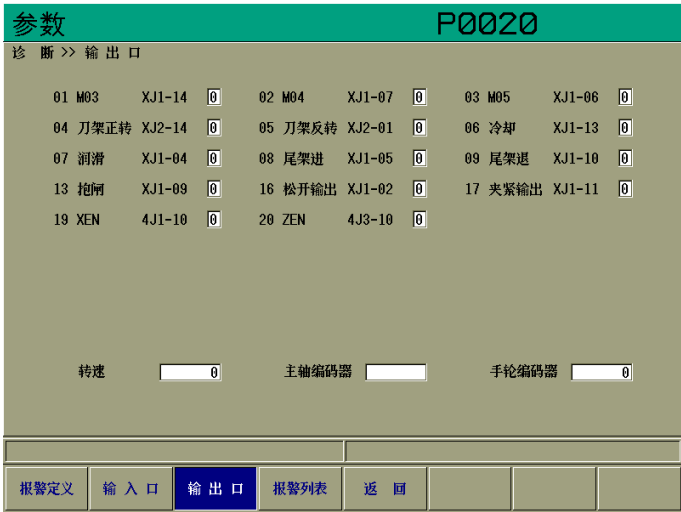 参数 P0020
诊 断 >> 输 出 口
01 M03 XJ1-14 0 02 M04 XJ1-07 0 03 M05 XJ1-06 0
04 刀架正转 XJ2-14 0 05 刀架反转 XJ2-01 0 06 冷却 XJ1-13 0
07 润滑 XJ1-04 0 08 尾架进 XJ1-05 0 09 尾架退 XJ1-10 0
13 抱闸 XJ1-09 0 16 松开输出 XJ1-02 0 17 夹紧输出 XJ1-11 0
19 XEN 4J1-10 0 20 ZEN 4J3-10 0
转速 0 主轴编码器 手轮编码器 0
报警定义 输 入 口 输 出 口 报警列表 返 回